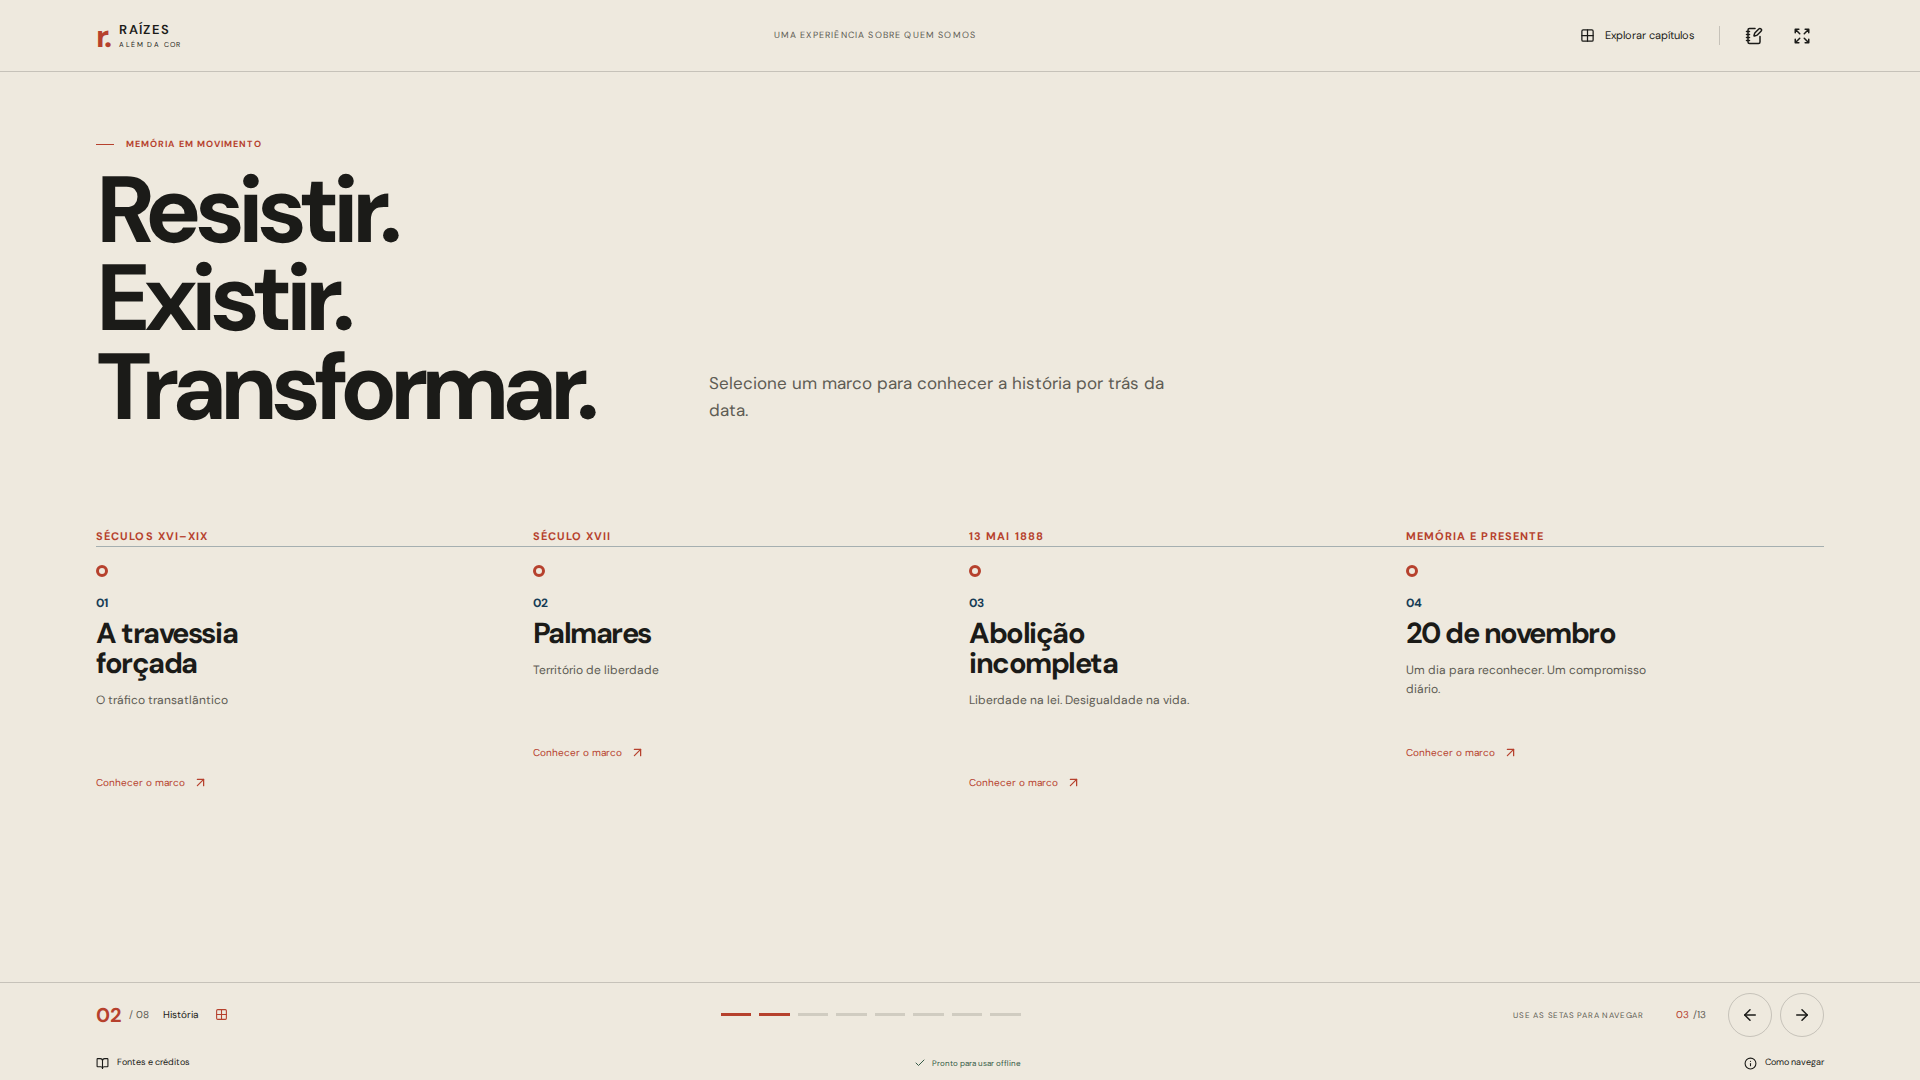 r. RAÍZES
ALÉM DA COR
UMA EXPERIÊNCIA SOBRE QUEM SOMOS
Explorar capítulos
MEMÓRIA EM MOVIMENTO
Resistir.
Existir.
Transformar.
Selecione um marco para conhecer a história por trás da
data.
SÉCULOS XVI–XIX
01
A travessia
forçada
O tráfico transatlântico
Conhecer o marco
SÉCULO XVII
02
Palmares
Território de liberdade
Conhecer o marco
13 MAI 1888
03
Abolição
incompleta
Liberdade na lei. Desigualdade na vida.
Conhecer o marco
MEMÓRIA E PRESENTE
04
20 de novembro
Um dia para reconhecer. Um compromisso
diário.
Conhecer o marco
02 / 08 História
USE AS SETAS PARA NAVEGAR
03 /13
Fontes e créditos
Pronto para usar offline
Como navegar